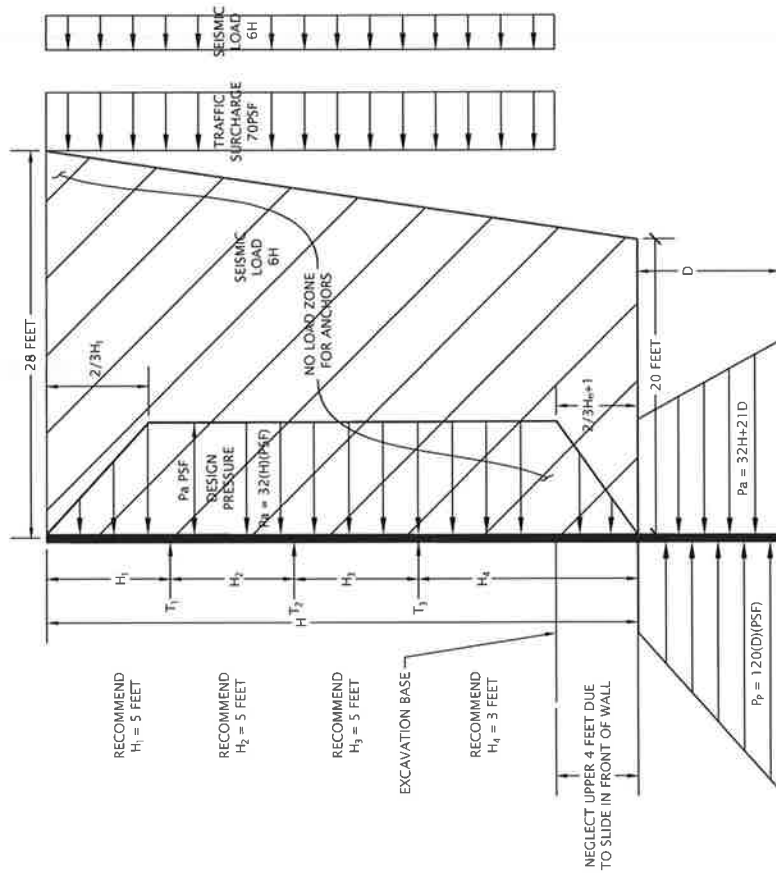 SEISMIC
LOAD
6H
TRAFFIC
SURCHARGE
70PSF
28 FEET
2/3H₁
SEISMIC
LOAD
6H
NO LOAD ZONE
FOR ANCHORS
Pa PSF
DESIGN
PRESSURE
Pa = 32(H)(PSF)
2/3Hₙ+1
20 FEET
D
Pa = 32H+21D
H₁
T₁
H₂
T₂
H
H₃
T₃
H₄
RECOMMEND
H₁ = 5 FEET
RECOMMEND
H₂ = 5 FEET
RECOMMEND
H₃ = 5 FEET
RECOMMEND
H₄ = 3 FEET
EXCAVATION BASE
NEGLECT UPPER 4 FEET DUE
TO SLIDE IN FRONT OF WALL
Pₚ = 120(D)(PSF)